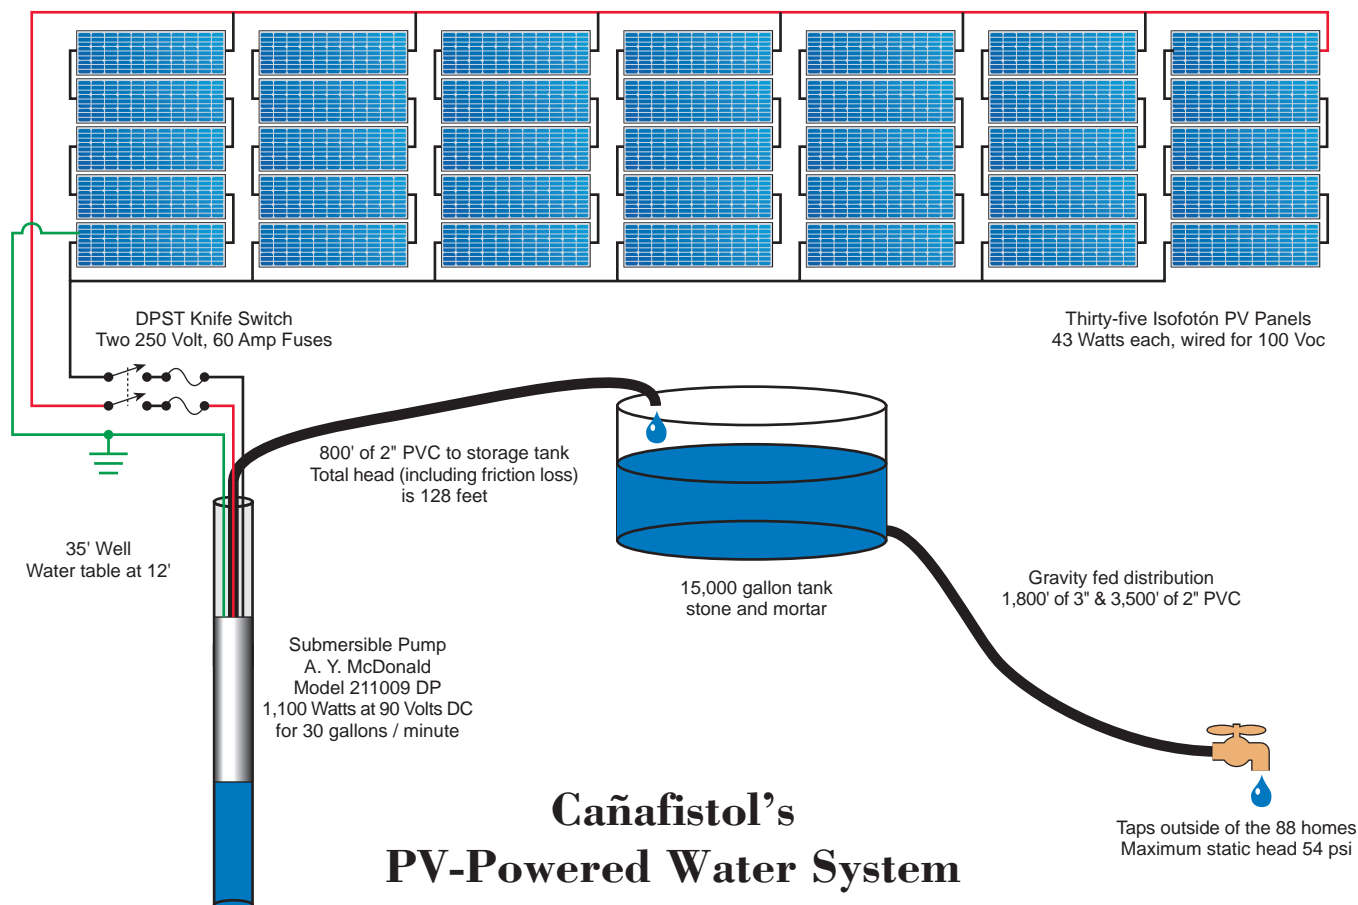 DPST Knife Switch
Two 250 Volt, 60 Amp Fuses
Thirty-five Isofotón PV Panels
43 Watts each, wired for 100 Voc
800' of 2" PVC to storage tank
Total head (including friction loss)
is 128 feet
35' Well
Water table at 12'
15,000 gallon tank
stone and mortar
Gravity fed distribution
1,800' of 3" & 3,500' of 2" PVC
Submersible Pump
A. Y. McDonald
Model 211009 DP
1,100 Watts at 90 Volts DC
for 30 gallons / minute
Taps outside of the 88 homes
Maximum static head 54 psi
Cañafistol’s
PV-Powered Water System